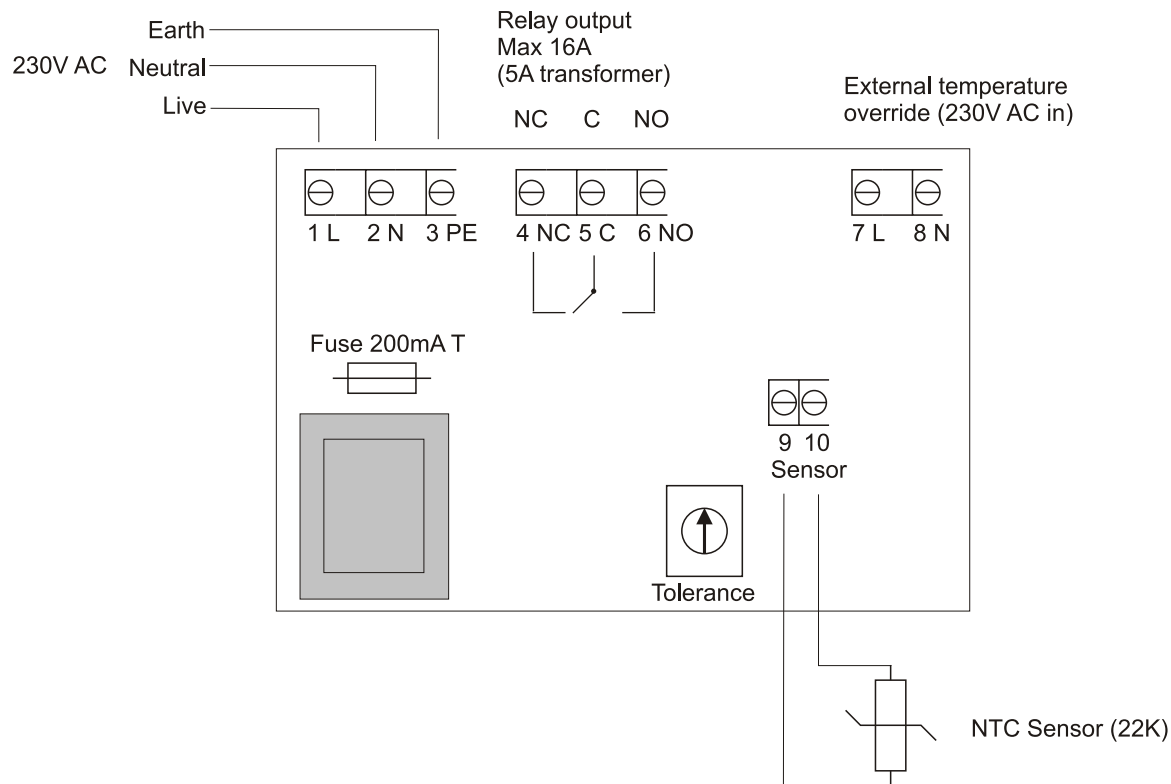 Earth
230V AC Neutral
Live
Relay output
Max 16A
(5A transformer)
NC C NO
External temperature
override (230V AC in)
1 L 2 N 3 PE
4 NC 5 C 6 NO
7 L 8 N
Fuse 200mA T
9 10
Sensor
Tolerance
NTC Sensor (22K)